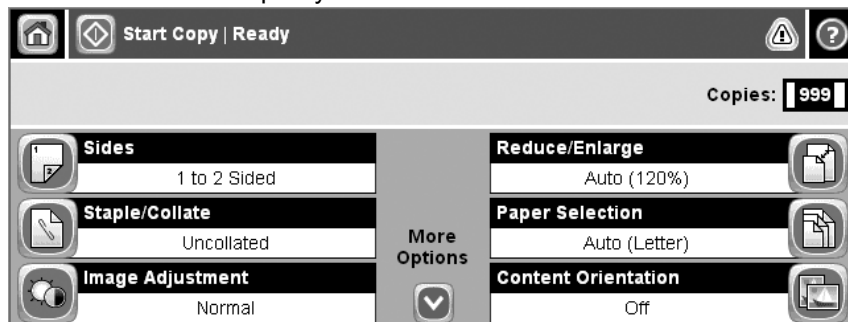 Start Copy | Ready
Copies: 999
Sides
1 to 2 Sided
Staple/Collate
Uncollated
Image Adjustment
Normal
More
Options
Reduce/Enlarge
Auto (120%)
Paper Selection
Auto (Letter)
Content Orientation
Off